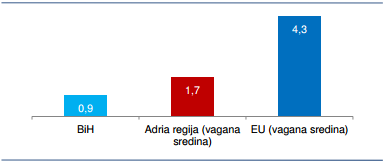 4,3
1,7
0,9
BiH
Adria regija (vagana
sredina)
EU (vagana sredina)